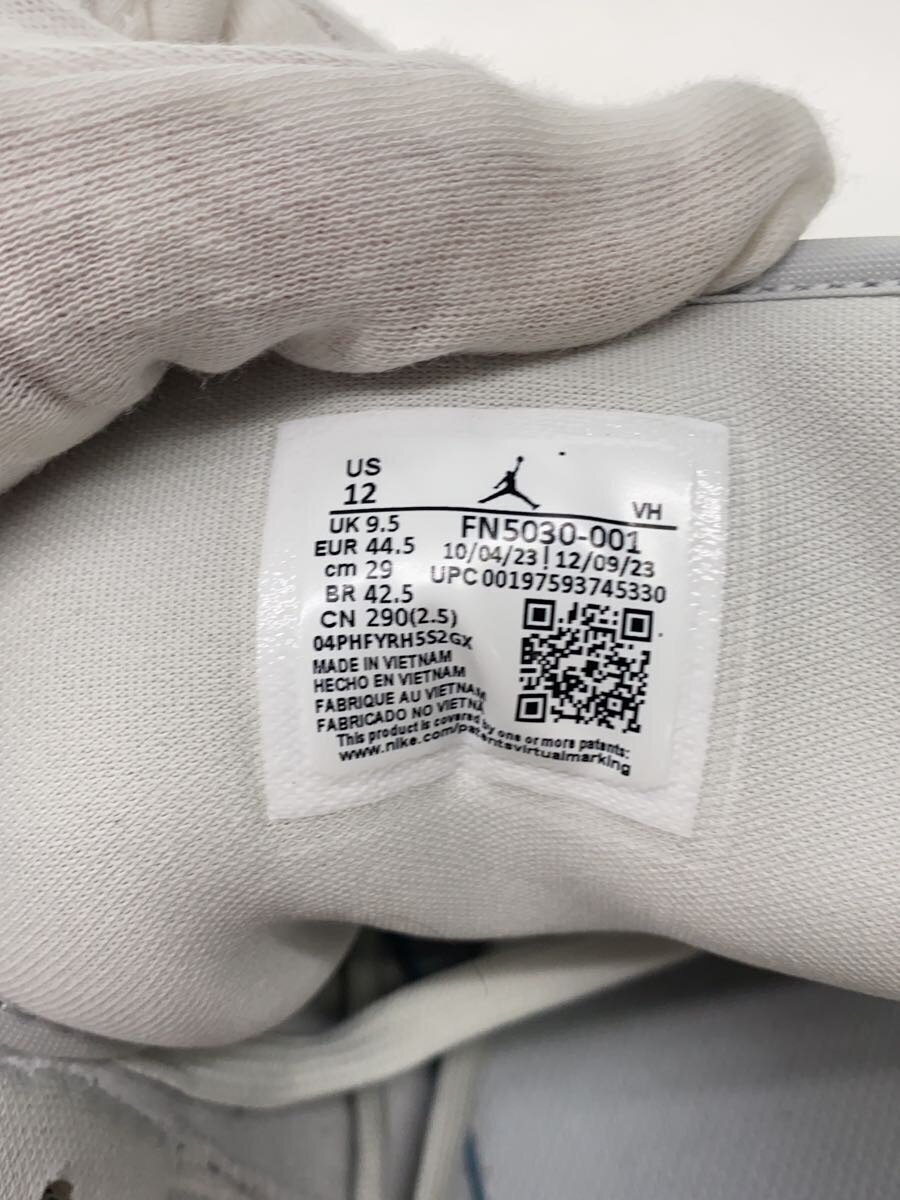 US
12
VH
UK 9.5
EUR 44.5
cm 29
BR 42.5
CN 290(2.5)
FN5030-001
10/04/23 | 12/09/23
UPC 00197593745330
04PHFYRH5S2GX
MADE IN VIETNAM
HECHO EN VIETNAM
FABRIQUE AU VIETNAM
FABRICADO NO VIETNA
This product is covered by one or more patents:
www.nike.com/patentsvirtualmarking